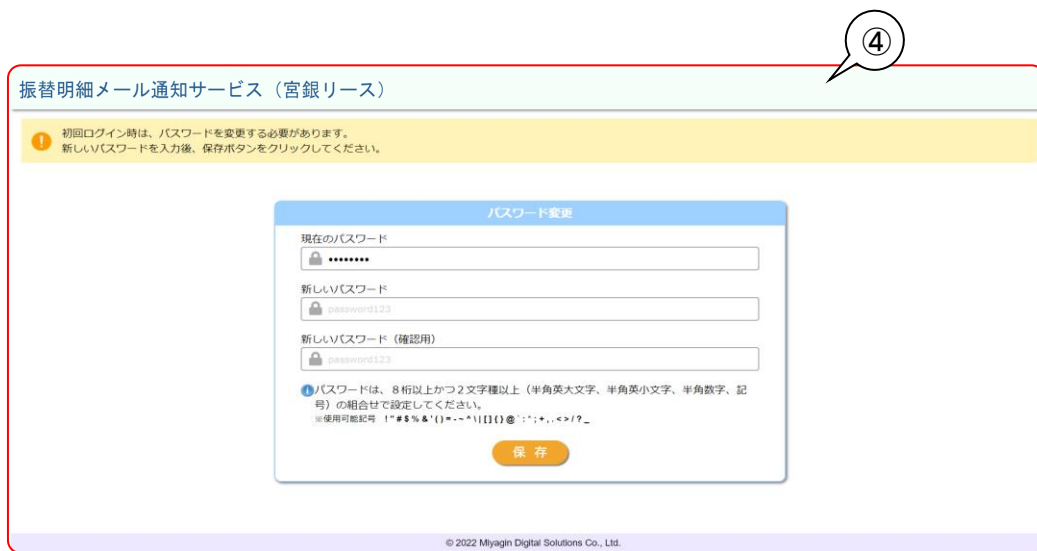 ④
振替明細メール通知サービス（宮銀リース）
初回ログイン時は、パスワードを変更する必要があります。
新しいパスワードを入力後、保存ボタンをクリックしてください。
パスワード変更
現在のパスワード
••••••••
新しいパスワード
password123
新しいパスワード（確認用）
password123
パスワードは、８桁以上かつ２文字種以上（半角英大文字、半角英小文字、半角数字、記
号）の組合せで設定してください。
※使用可能記号 !"#$%&'()=-~^\|[]{}@`:*;+,.<>/?_
保 存
© 2022 Miyagin Digital Solutions Co., Ltd.